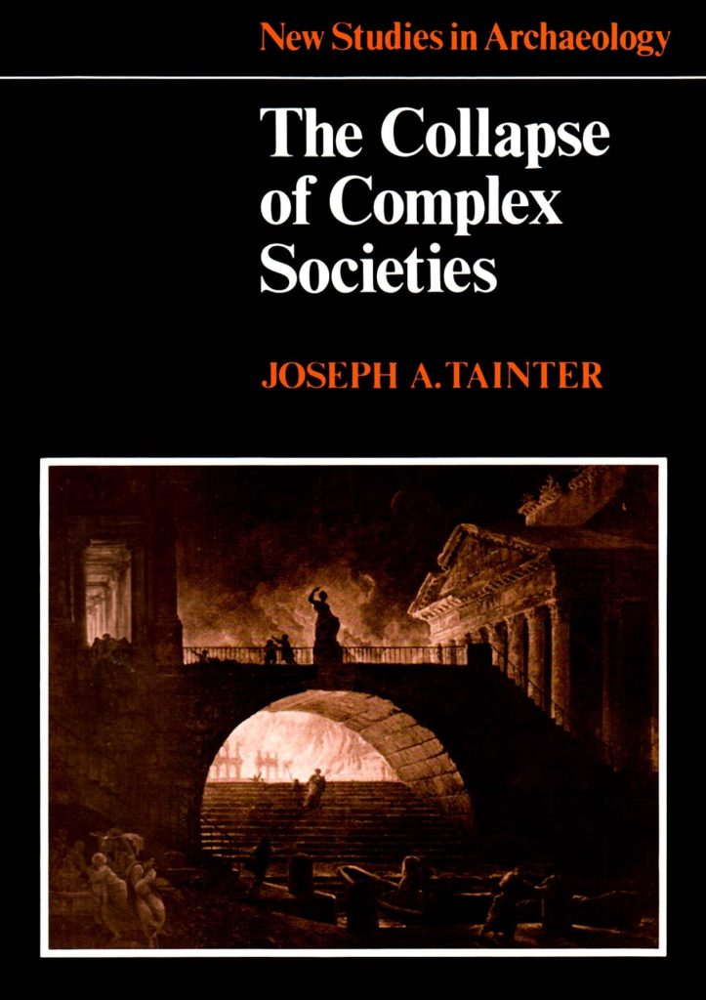 New Studies in Archaeology
The Collapse
of Complex
Societies
JOSEPH A. TAINTER